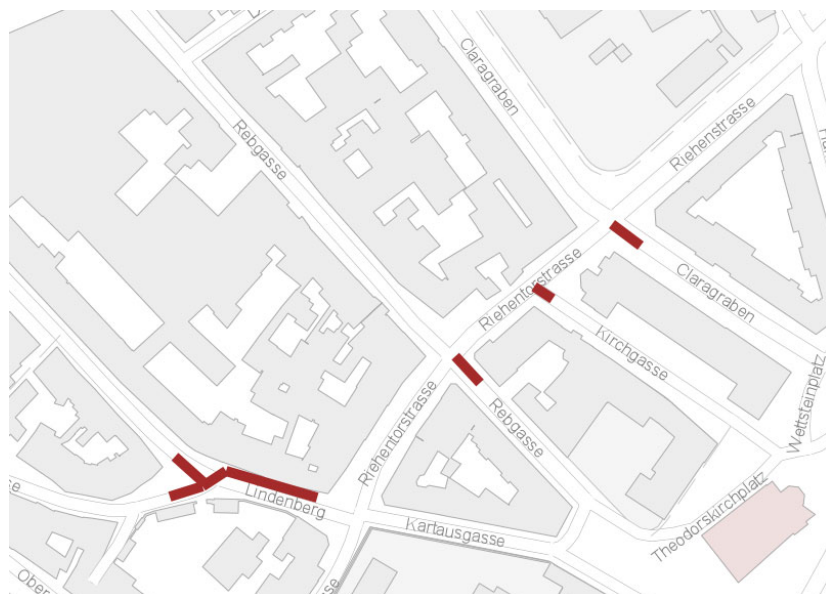 Claragraben
Riehenstrasse
Rebgasse
Riehentorstrasse
Claragraben
Kirchgasse
Wettsteinplatz
Riehentorstrasse
Rebgasse
Lindenberg
Kartausgasse
Theodorskirchplatz